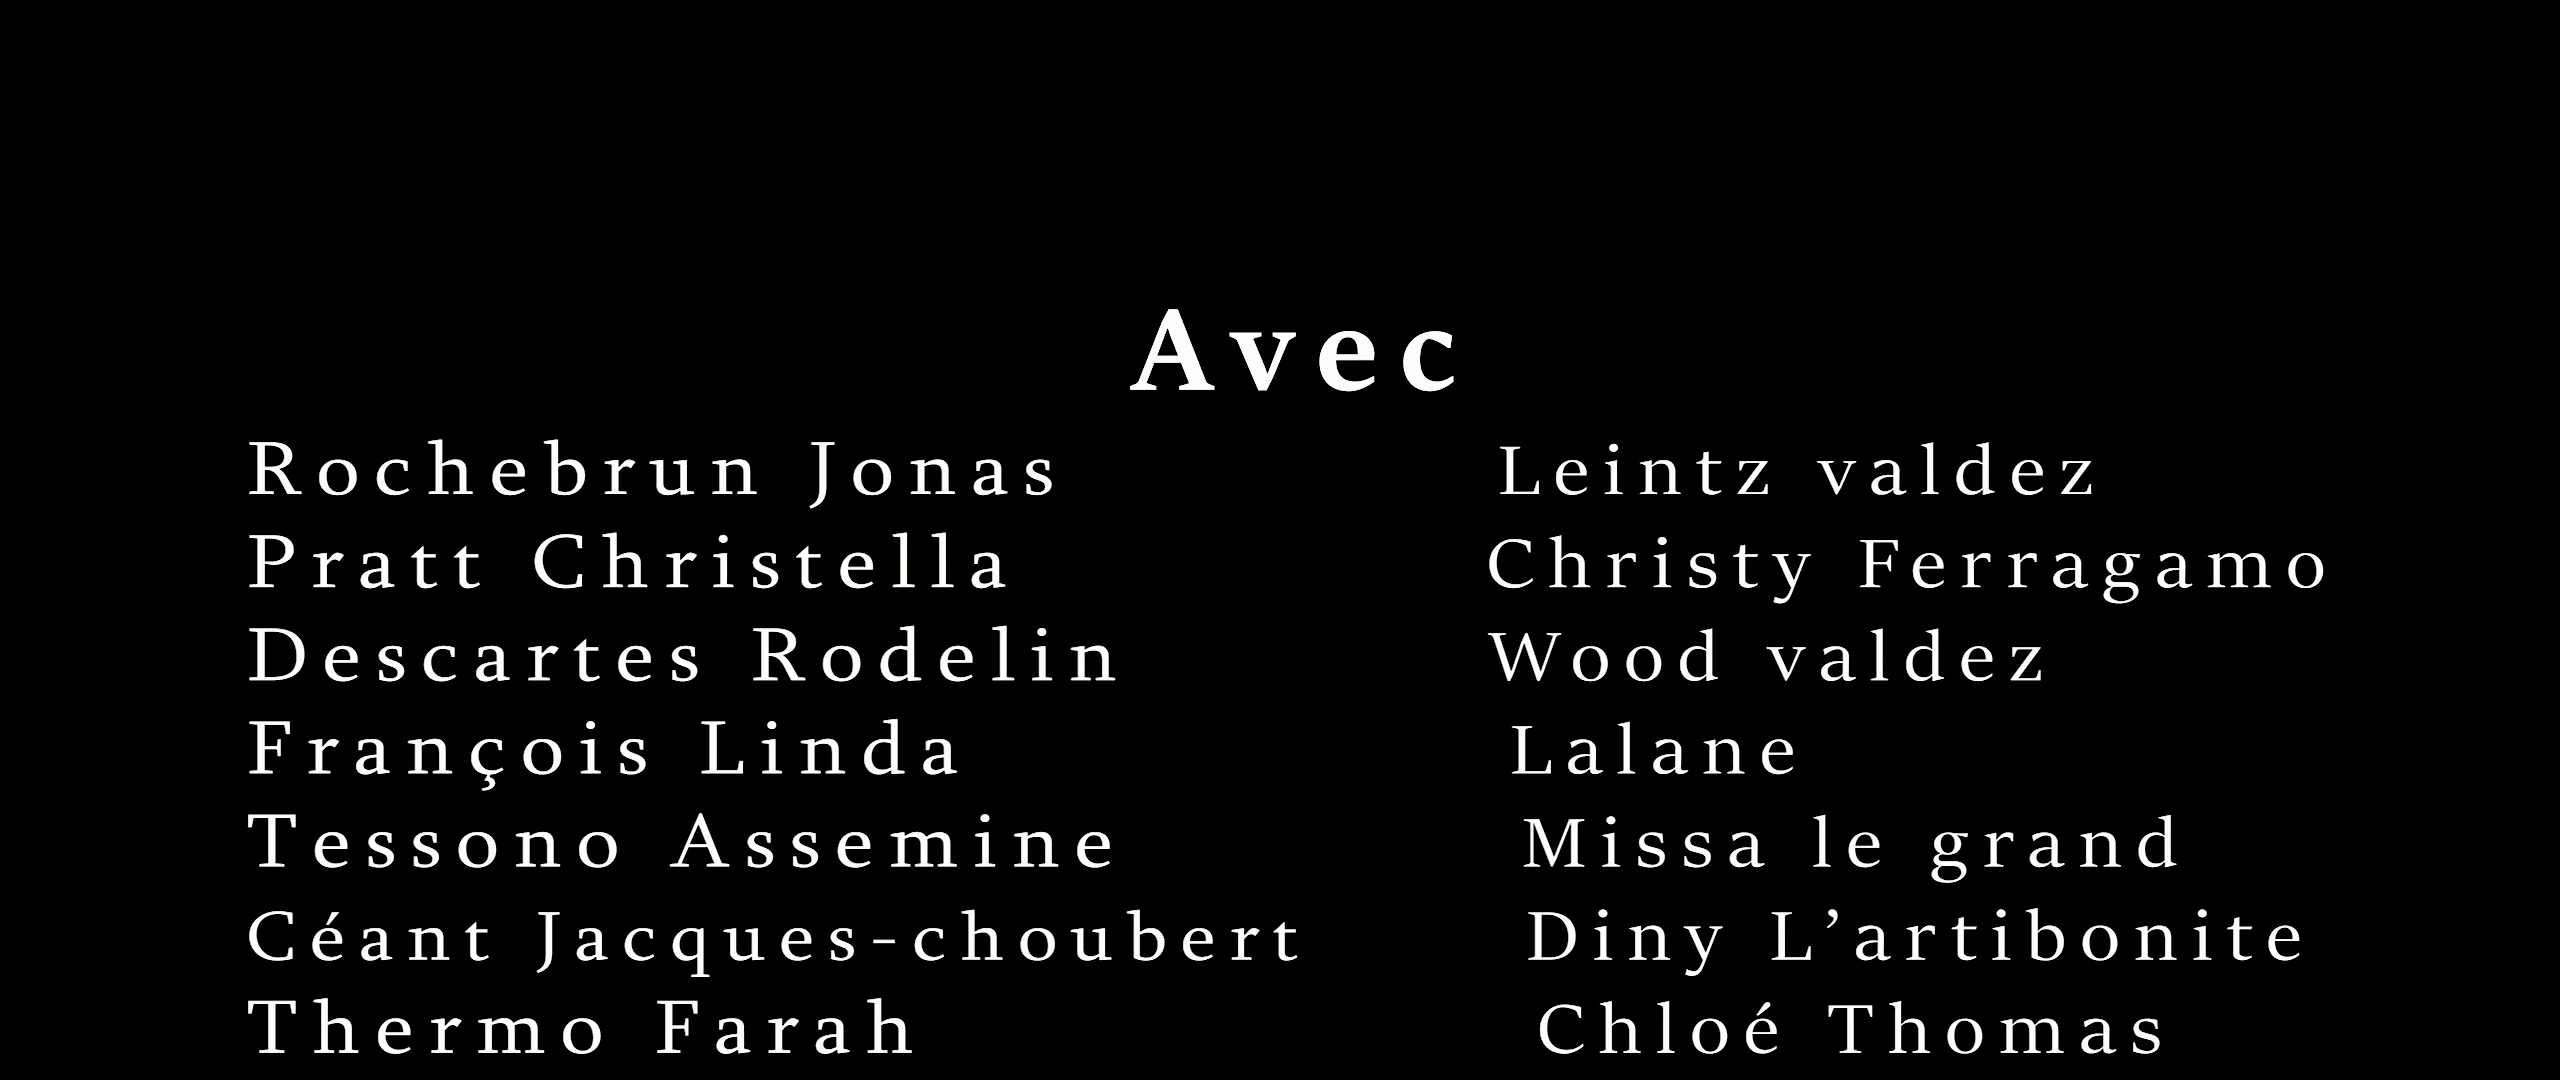 Avec
Rochebrun Jonas
Leintz valdez
Pratt Christella
Christy Ferragamo
Descartes Rodelin
Wood valdez
François Linda
Lalane
Tessono Assemine
Missa le grand
Céant Jacques-choubert
Diny L’artibonite
Thermo Farah
Chloé Thomas